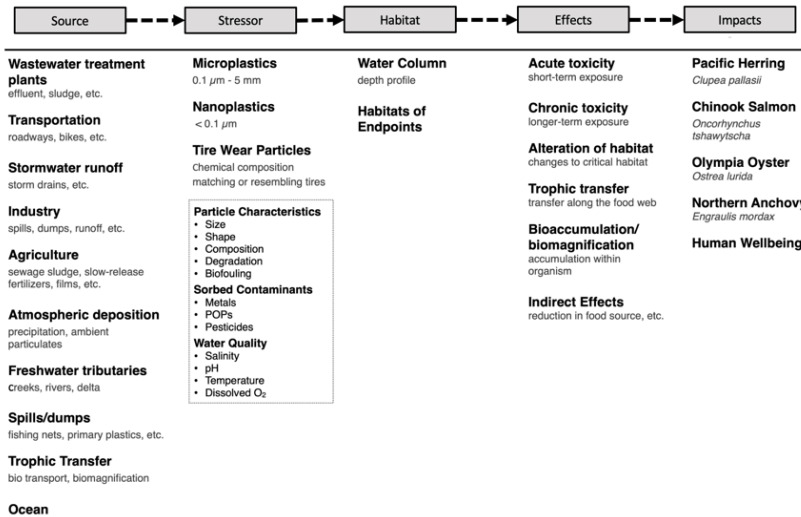 Source
Stressor
Habitat
Effects
Impacts
Wastewater treatment
plants
effluent, sludge, etc.
Transportation
roadways, bikes, etc.
Stormwater runoff
storm drains, etc.
Industry
spills, dumps, runoff, etc.
Agriculture
sewage sludge, slow-release
fertilizers, films, etc.
Atmospheric deposition
precipitation, ambient
particulates
Freshwater tributaries
creeks, rivers, delta
Spills/dumps
fishing nets, primary plastics, etc.
Trophic Transfer
bio transport, biomagnification
Ocean
Microplastics
0.1 µm - 5 mm
Nanoplastics
< 0.1 µm
Tire Wear Particles
Chemical composition
matching or resembling tires
Particle Characteristics
• Size
• Shape
• Composition
• Degradation
• Biofouling
Sorbed Contaminants
• Metals
• POPs
• Pesticides
Water Quality
• Salinity
• pH
• Temperature
• Dissolved O₂
Water Column
depth profile
Habitats of
Endpoints
Acute toxicity
short-term exposure
Chronic toxicity
longer-term exposure
Alteration of habitat
changes to critical habitat
Trophic transfer
transfer along the food web
Bioaccumulation/
biomagnification
accumulation within
organism
Indirect Effects
reduction in food source, etc.
Pacific Herring
Clupea pallasii
Chinook Salmon
Oncorhynchus
tshawytscha
Olympia Oyster
Ostrea lurida
Northern Anchovy
Engraulis mordax
Human Wellbeing